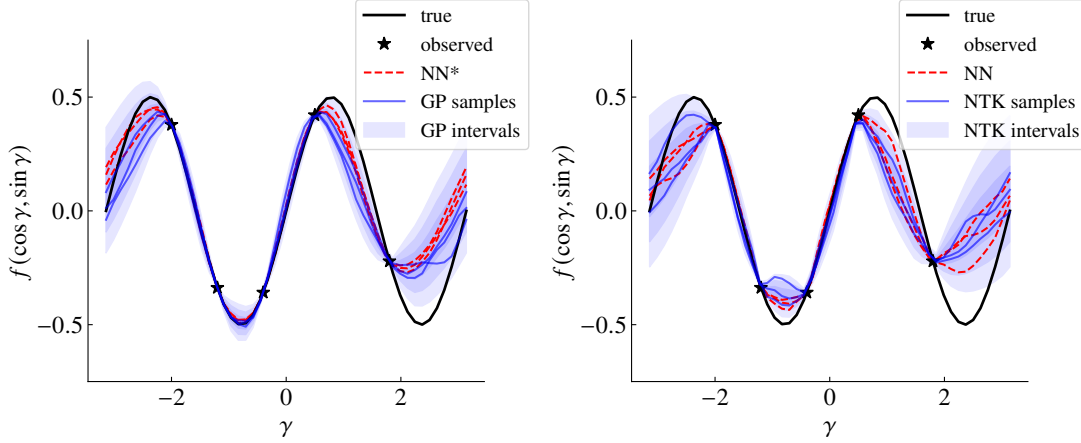 true
observed
NN*
GP samples
GP intervals
0.5
0.0
−0.5
f (cos γ, sin γ)
−2
0
2
γ
true
observed
NN
NTK samples
NTK intervals
0.5
0.0
−0.5
f (cos γ, sin γ)
−2
0
2
γ